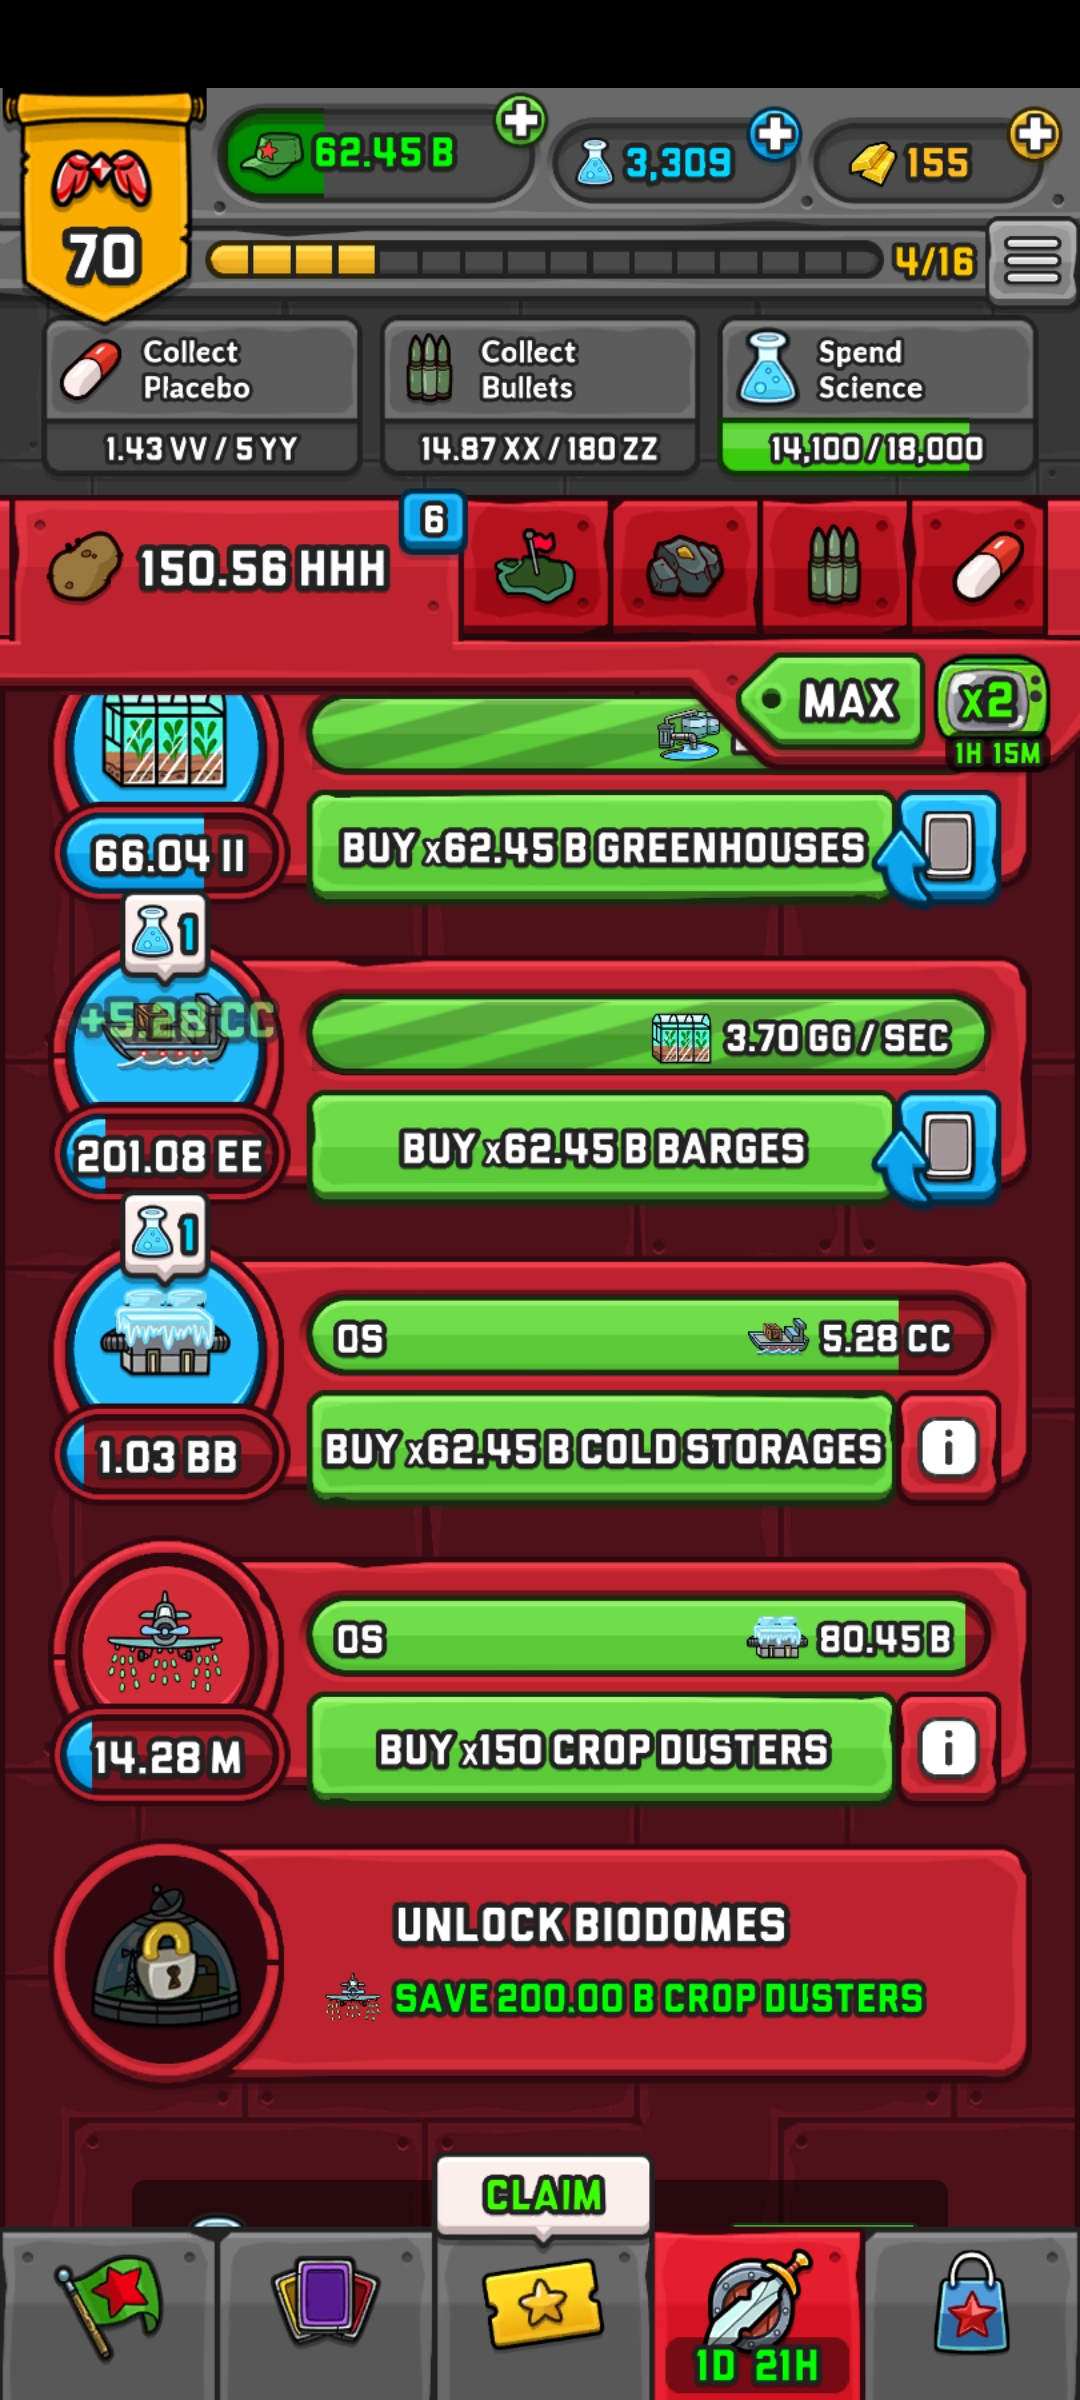 62.45 B
3,309
155
70
4/16
Collect
Placebo
1.43 VV / 5 YY
Collect
Bullets
14.87 XX / 180 ZZ
Spend
Science
14,100 / 18,000
150.56 HHH
6
MAX
x2
1H 15M
66.04 II
BUY x62.45 B GREENHOUSES
1
+5.28 CC
3.70 GG / SEC
201.08 EE
BUY x62.45 B BARGES
1
0S
5.28 CC
1.03 BB
BUY x62.45 B COLD STORAGES
i
0S
80.45 B
14.28 M
BUY x150 CROP DUSTERS
i
UNLOCK BIODOMES
SAVE 200.00 B CROP DUSTERS
CLAIM
1D 21H